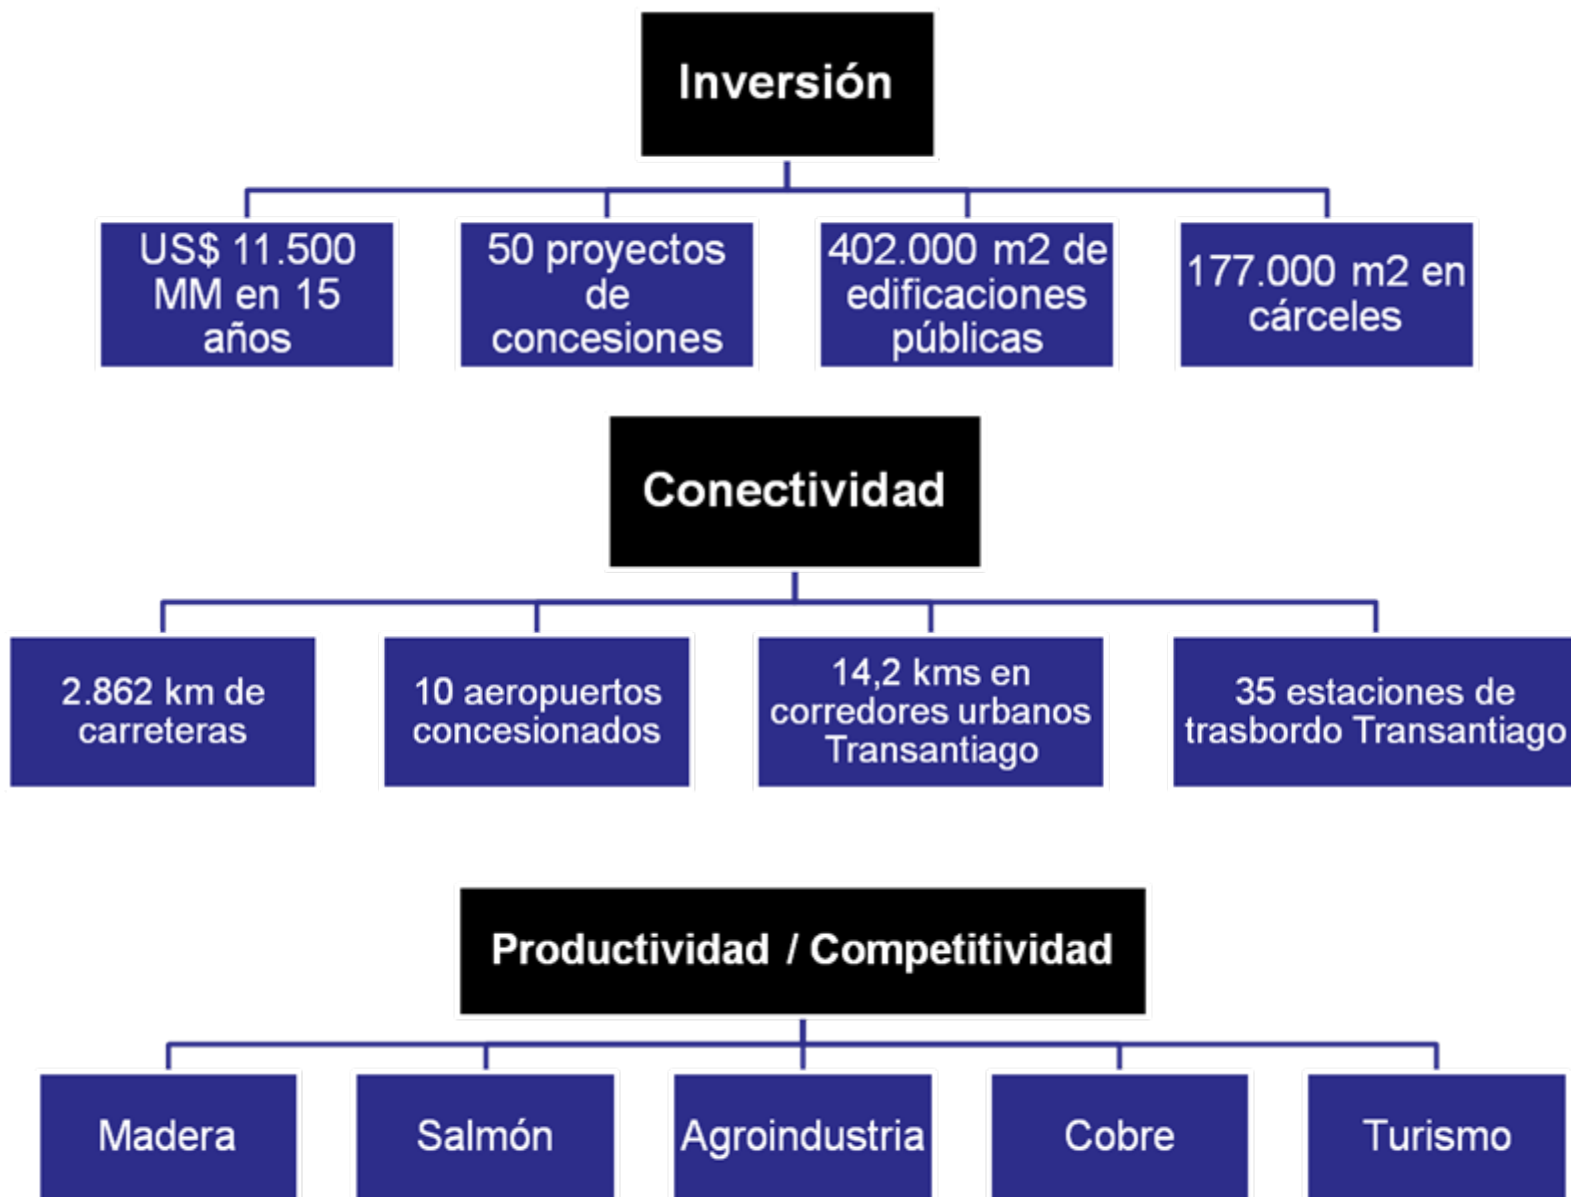 Inversión
US$ 11.500
MM en 15
años
50 proyectos
de
concesiones
402.000 m2 de
edificaciones
públicas
177.000 m2 en
cárceles
Conectividad
2.862 km de
carreteras
10 aeropuertos
concesionados
14,2 kms en
corredores urbanos
Transantiago
35 estaciones de
trasbordo Transantiago
Productividad / Competitividad
Madera
Salmón
Agroindustria
Cobre
Turismo